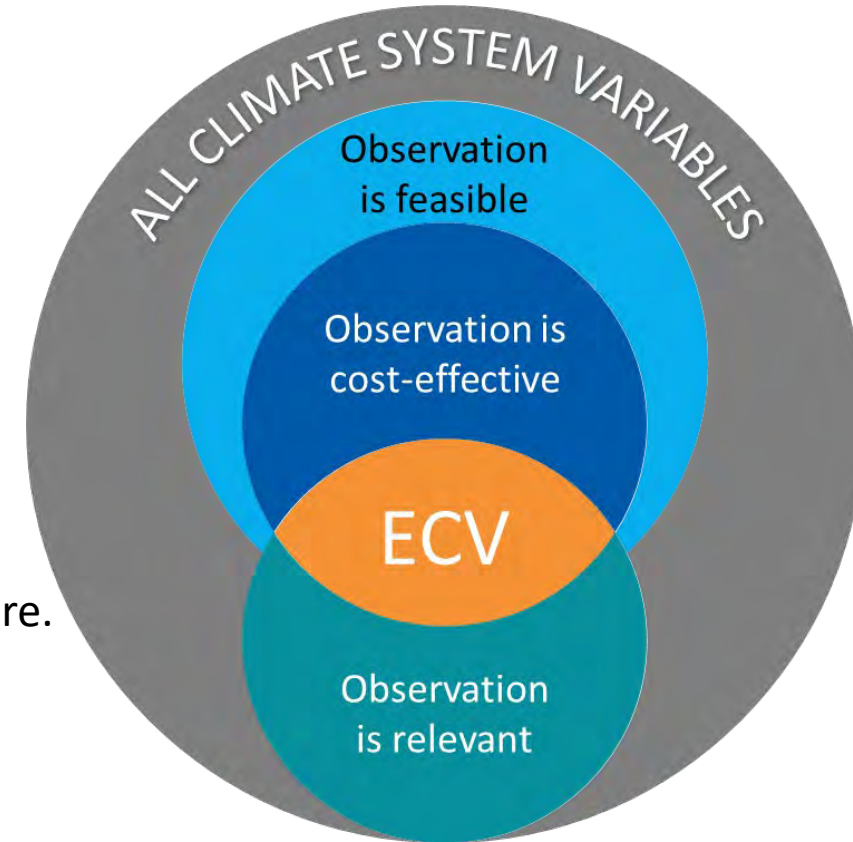 ALL CLIMATE SYSTEM VARIABLES
Observation
is feasible
Observation is
cost-effective
ECV
re.
Observation
is relevant